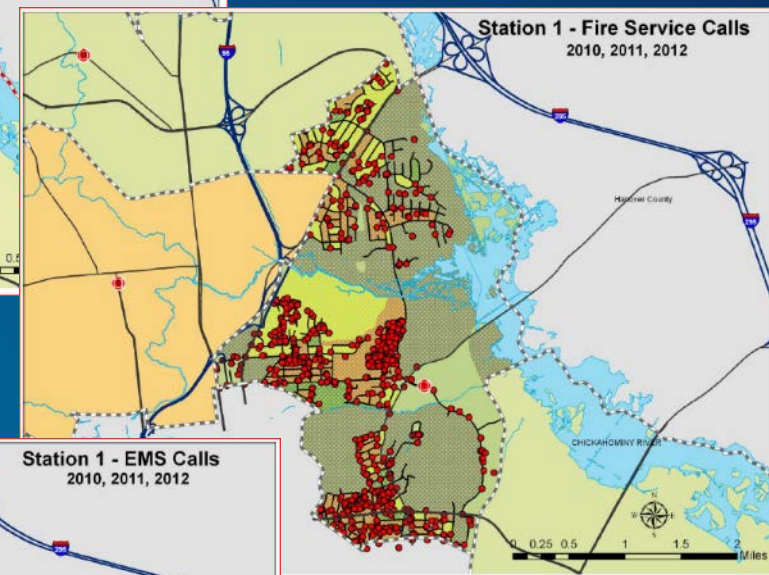 Station 1 - Fire Service Calls
2010, 2011, 2012
95
295
Hanover County
295
0.5
CHICKAHOMINY RIVER
N
W
E
S
0 0.25 0.5 1 1.5 2
Miles
Station 1 - EMS Calls
2010, 2011, 2012
295